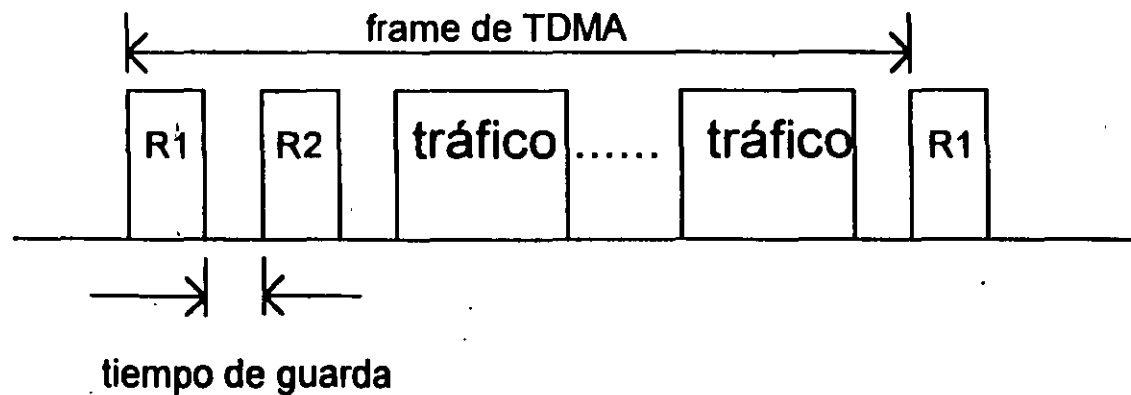 frame de TDMA
R1 R2 tráfico ...... tráfico R1
tiempo de guarda